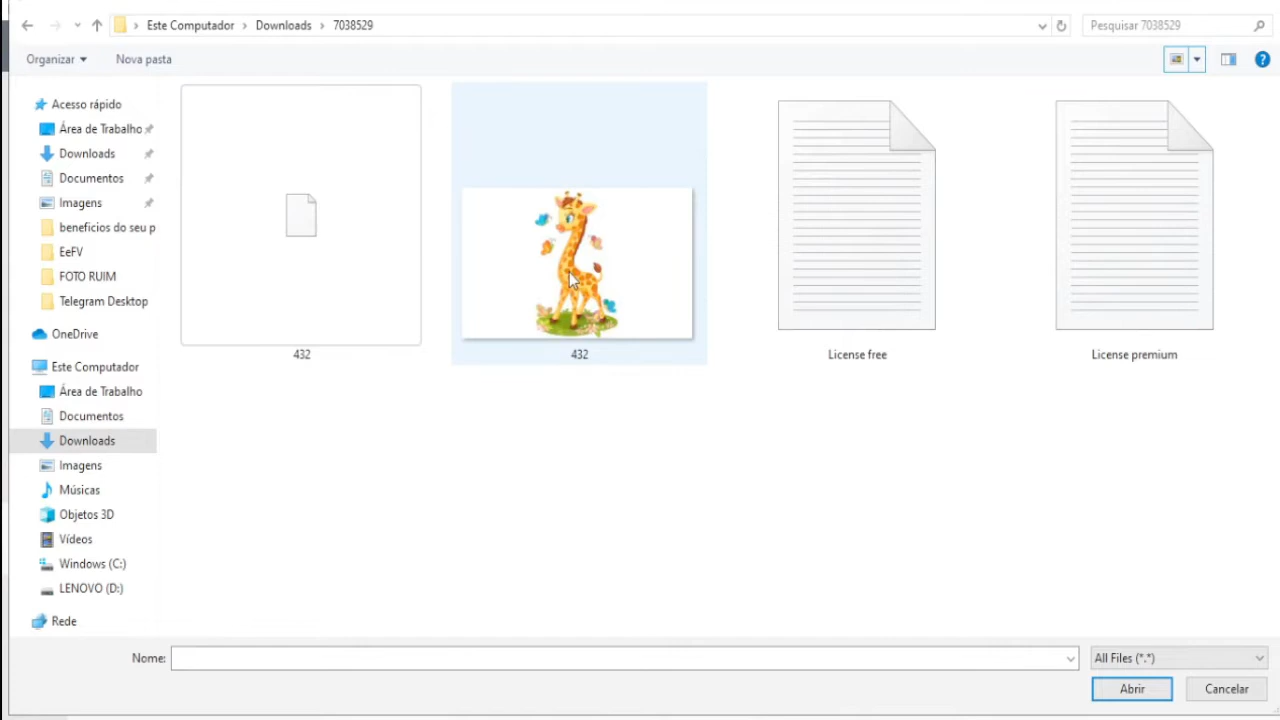 Este Computador > Downloads > 7038529
Pesquisar 7038529
Organizar
Nova pasta
Acesso rápido
Área de Trabalho
Downloads
Documentos
Imagens
benefícios do seu p
EeFV
FOTO RUIM
Telegram Desktop
OneDrive
Este Computador
Área de Trabalho
Documentos
Downloads
Imagens
Músicas
Objetos 3D
Vídeos
Windows (C:)
LENOVO (D:)
Rede
432
432
License free
License premium
Nome:
All Files (*.*)
Abrir
Cancelar